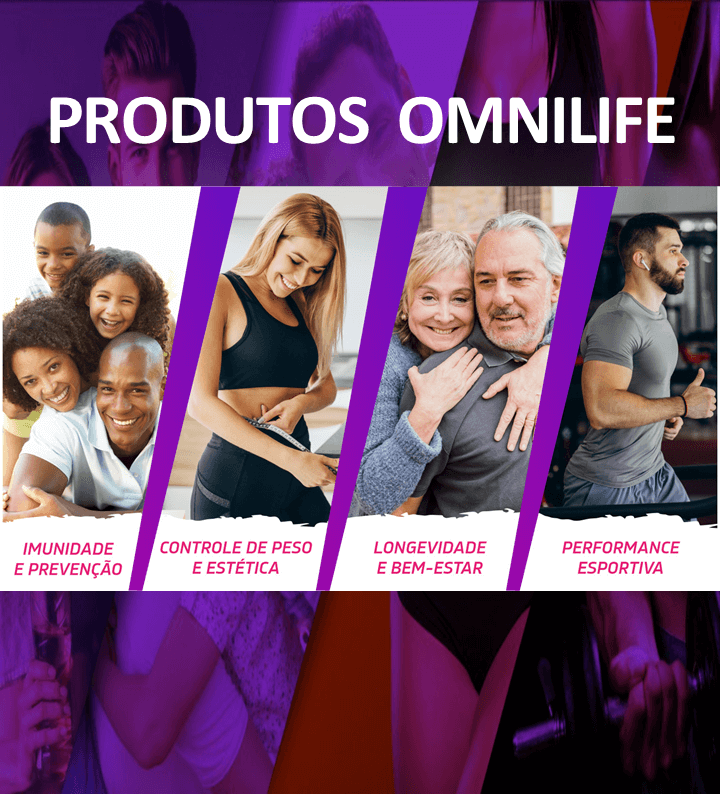 PRODUTOS OMNILIFE
IMUNIDADE
E PREVENÇÃO
CONTROLE DE PESO
E ESTÉTICA
LONGEVIDADE
E BEM-ESTAR
PERFORMANCE
ESPORTIVA